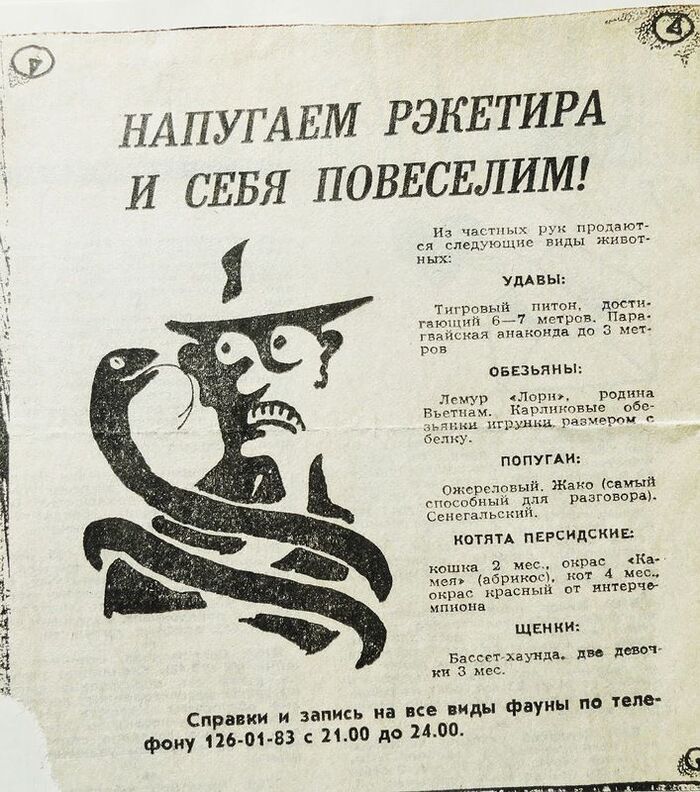 НАПУГАЕМ РЭКЕТИРА
И СЕБЯ ПОВЕСЕЛИМ!
Из частных рук продают-
ся следующие виды живот-
ных:
УДАВЫ:
Тигровый питон, дости-
гающий 6—7 метров. Пара-
гвайская анаконда до 3 мет-
ров
ОБЕЗЬЯНЫ:
Лемур «Лори», родина
Вьетнам. Карликовые обе-
зьянки игрунки, размером с
белку.
ПОПУГАИ:
Ожереловый. Жако (самый
способный для разговора).
Сенегальский.
КОТЯТА ПЕРСИДСКИЕ:
кошка 2 мес., окрас «Ка-
мея» (абрикос), кот 4 мес.,
окрас красный от интерче-
мпиона
ЩЕНКИ:
Бассет-хаунда, две девоч-
ки 3 мес.
Справки и запись на все виды фауны по теле-
фону 126-01-83 с 21.00 до 24.00.